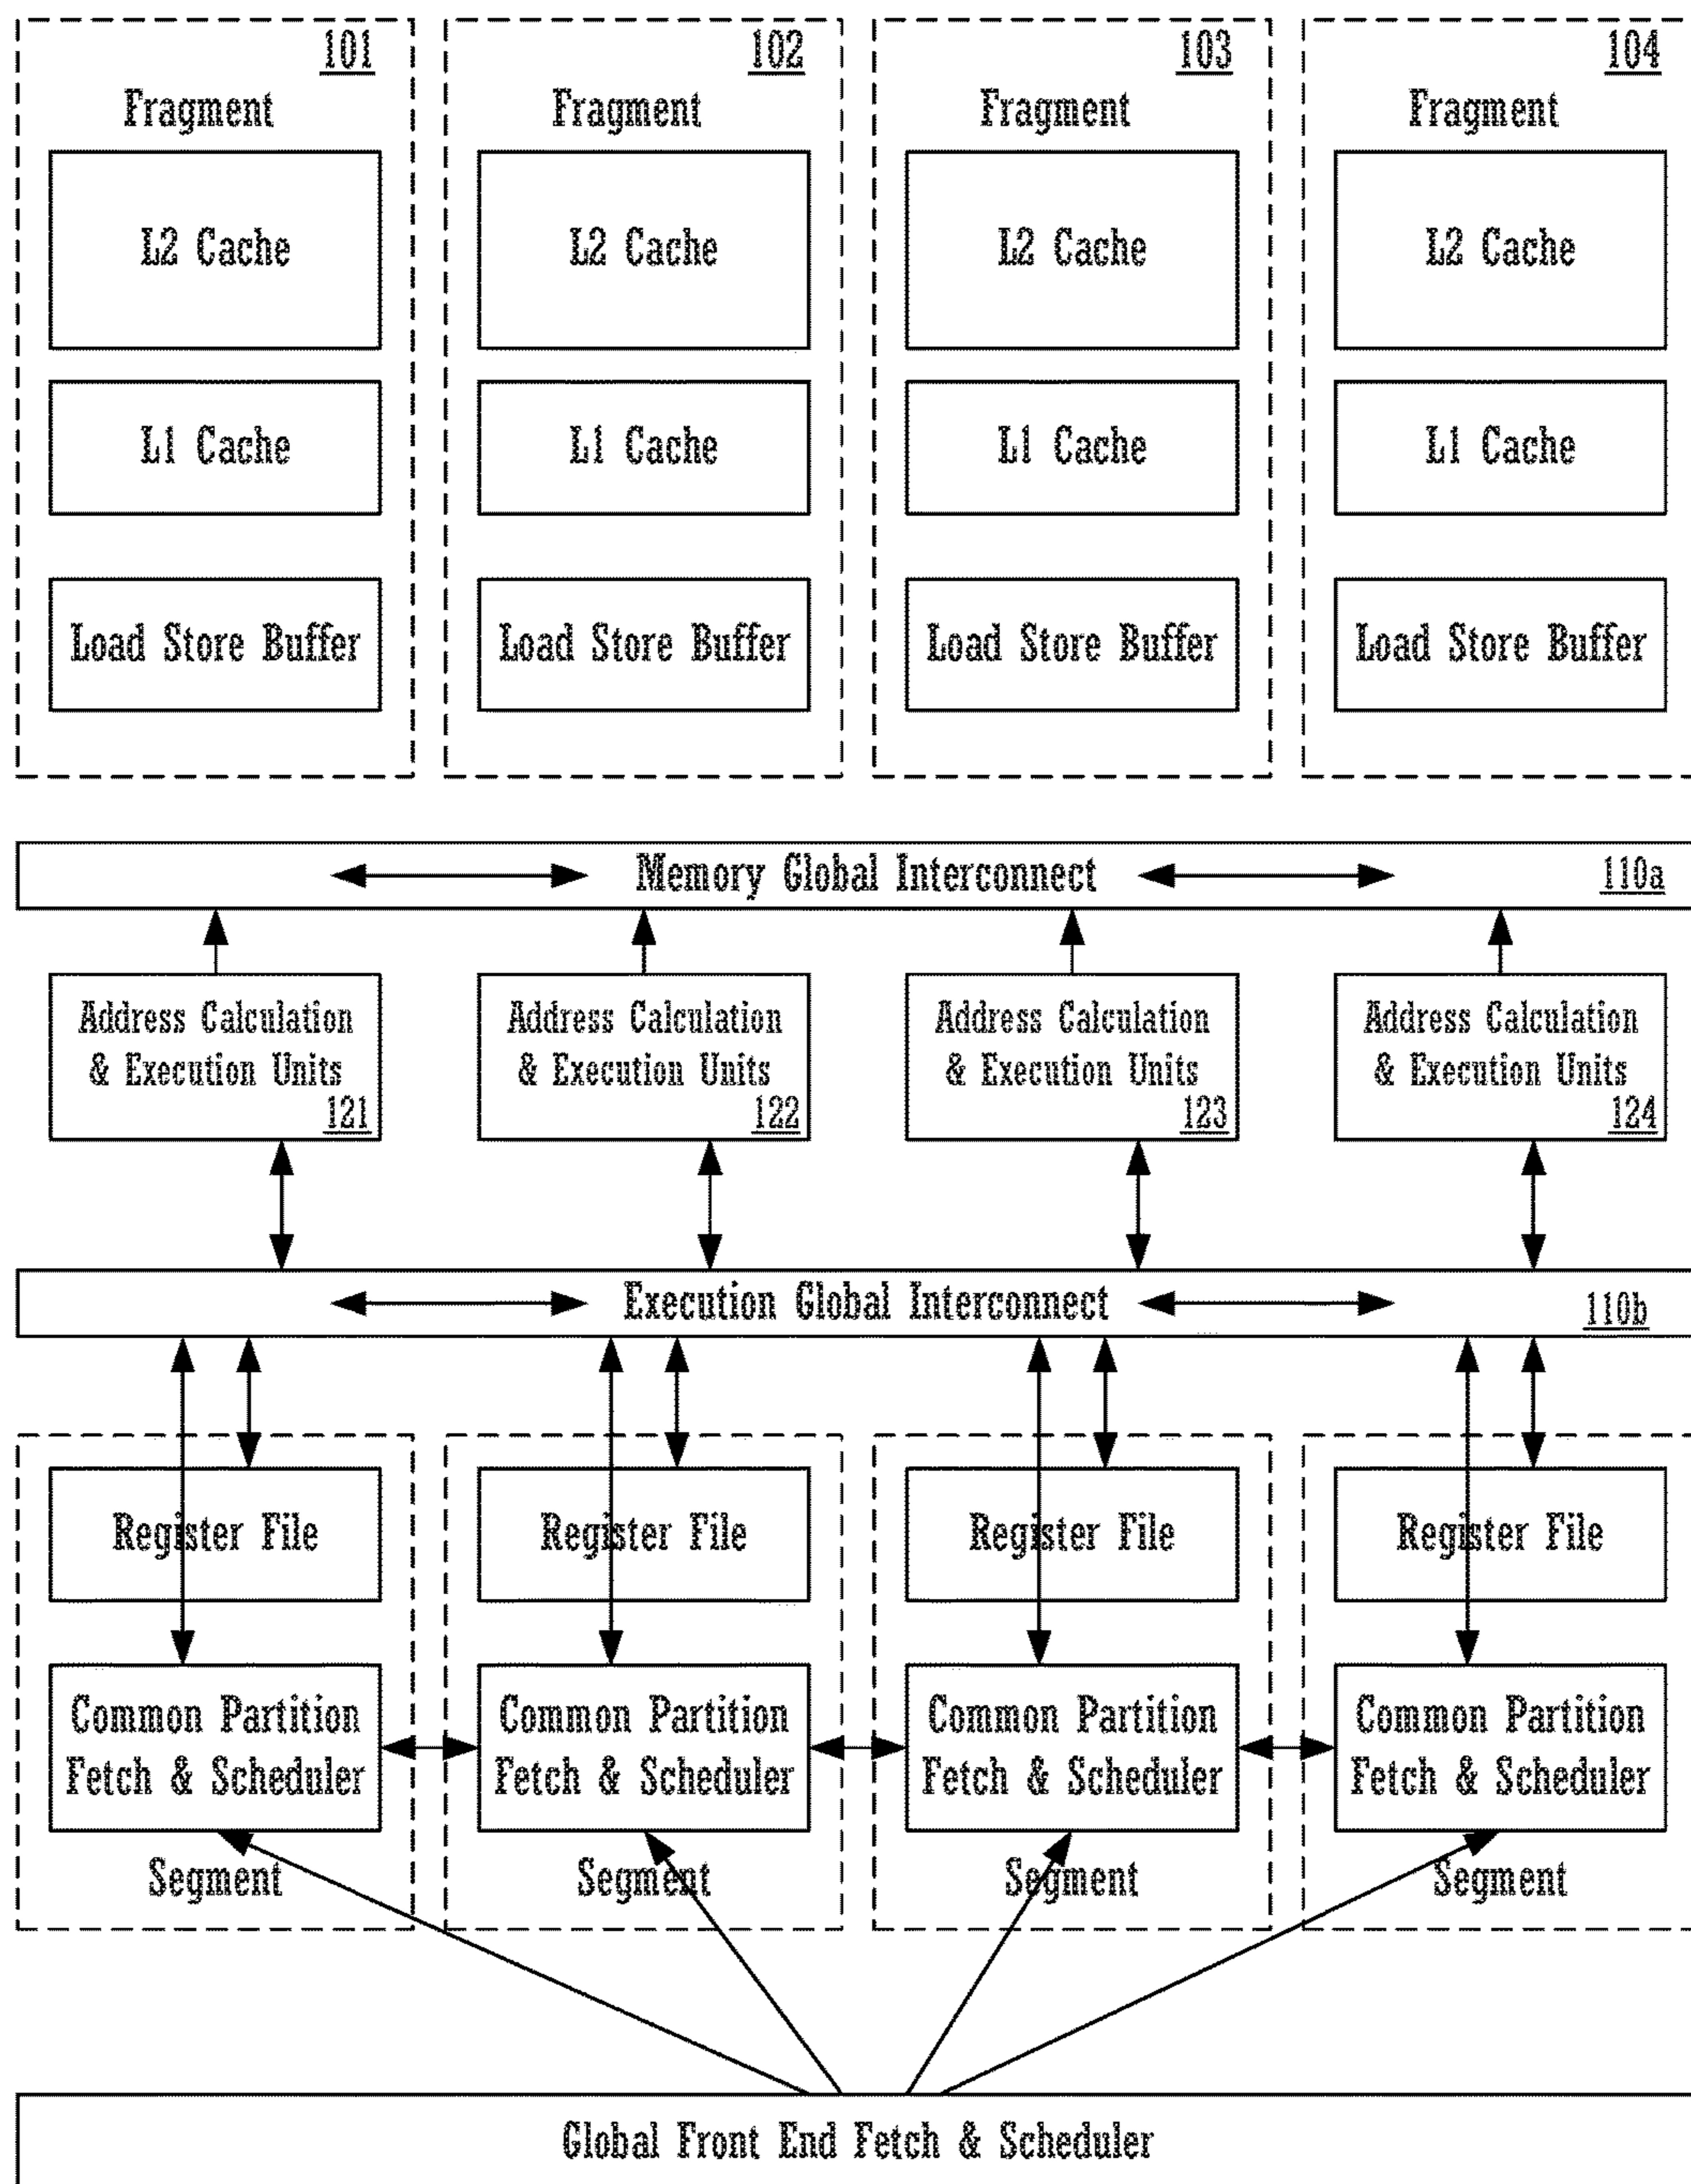 101
Fragment
L2 Cache
L1 Cache
Load Store Buffer
102
Fragment
L2 Cache
L1 Cache
Load Store Buffer
103
Fragment
L2 Cache
L1 Cache
Load Store Buffer
104
Fragment
L2 Cache
L1 Cache
Load Store Buffer
Memory Global Interconnect
110a
Address Calculation
& Execution Units
121
Address Calculation
& Execution Units
122
Address Calculation
& Execution Units
123
Address Calculation
& Execution Units
124
Execution Global Interconnect
110b
Register File
Common Partition
Fetch & Scheduler
Segment
Register File
Common Partition
Fetch & Scheduler
Segment
Register File
Common Partition
Fetch & Scheduler
Segment
Register File
Common Partition
Fetch & Scheduler
Segment
Global Front End Fetch & Scheduler